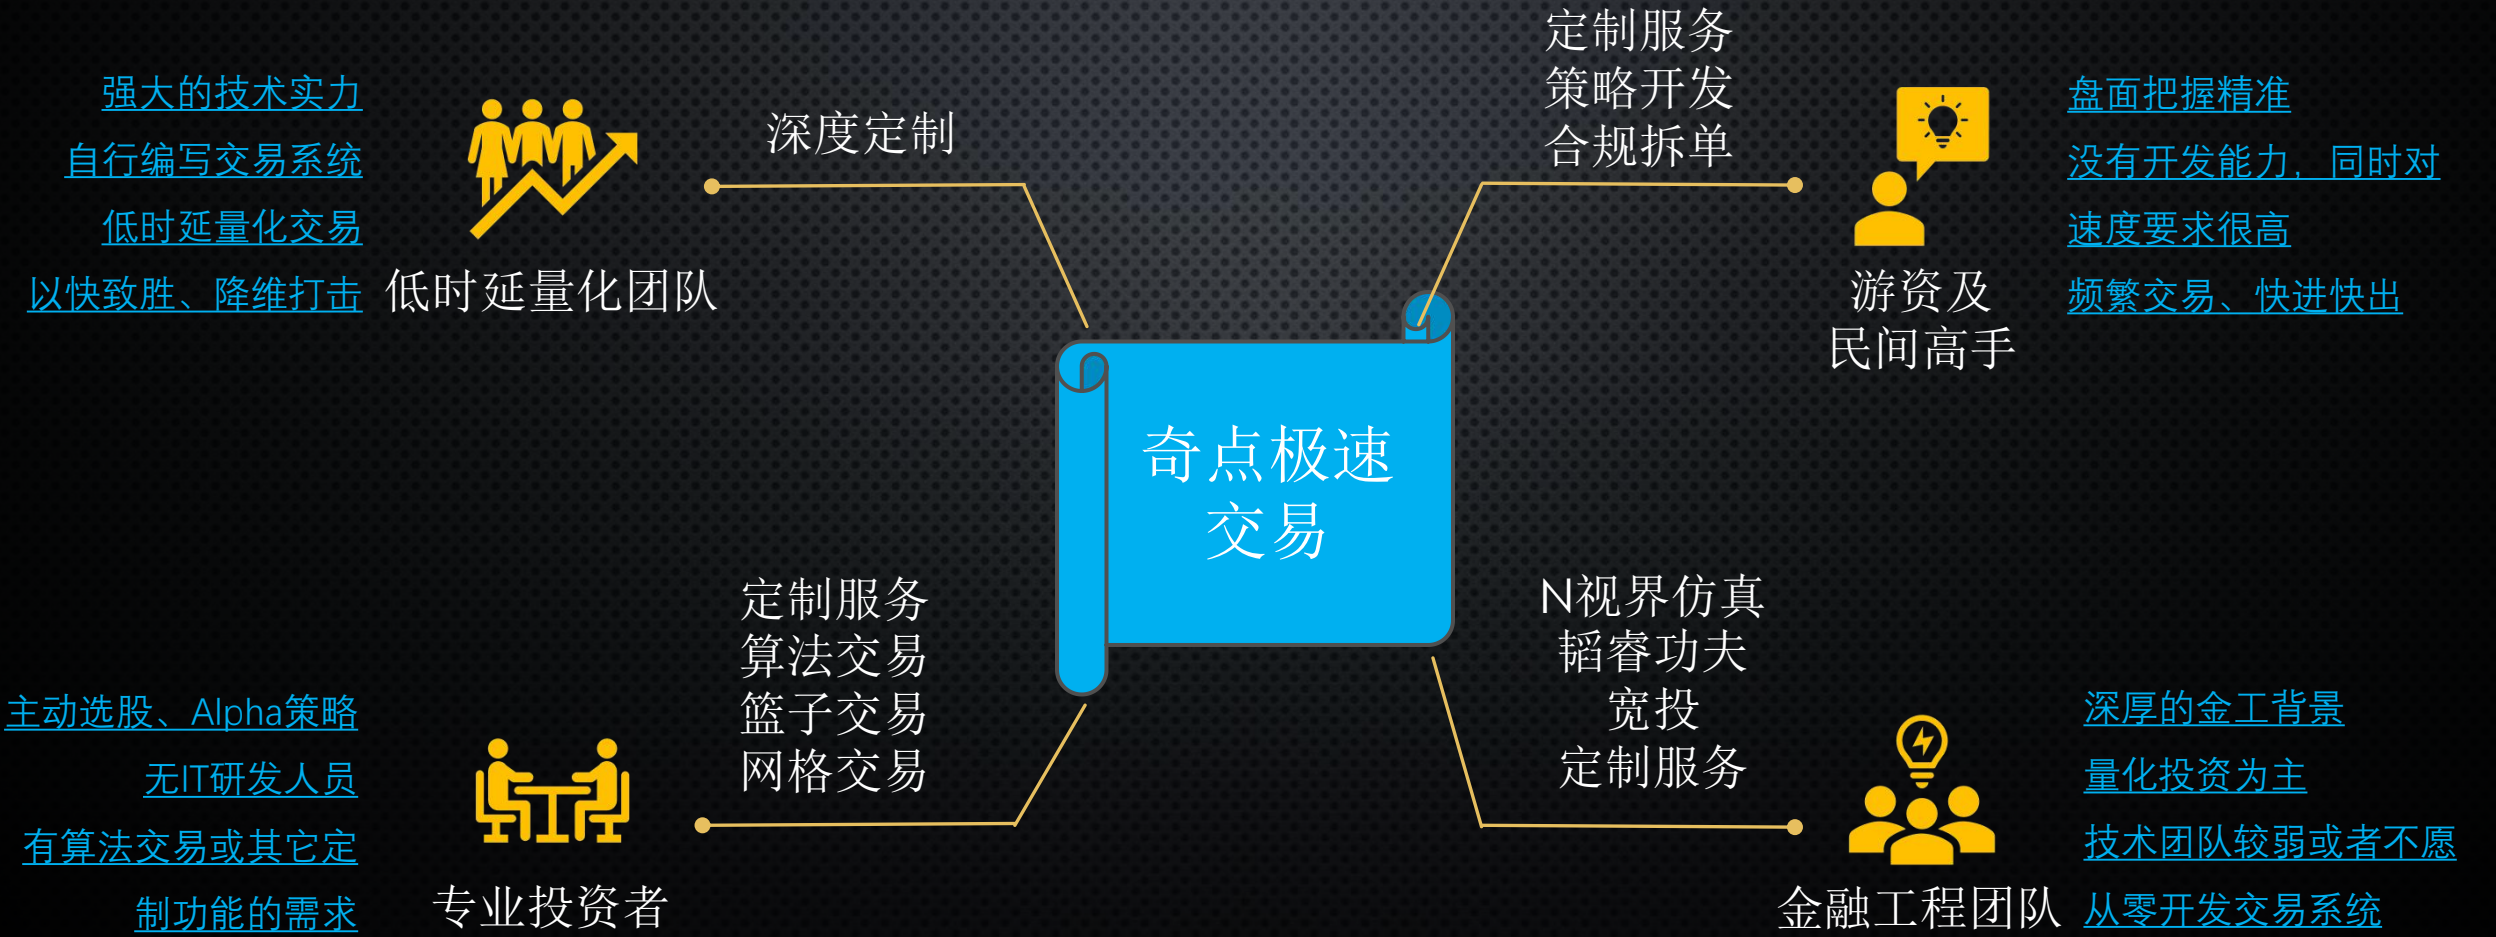 强大的技术实力
自行编写交易系统
低时延量化交易
以快致胜、降维打击
低时延量化团队
深度定制
定制服务
策略开发
合规拆单
游资及
民间高手
盘面把握精准
没有开发能力，同时对
速度要求很高
频繁交易、快进快出
奇点极速
交易
主动选股、Alpha策略
无IT研发人员
有算法交易或其它定
制功能的需求
专业投资者
定制服务
算法交易
篮子交易
网格交易
N视界仿真
韬睿功夫
宽投
定制服务
金融工程团队
深厚的金工背景
量化投资为主
技术团队较弱或者不愿
从零开发交易系统